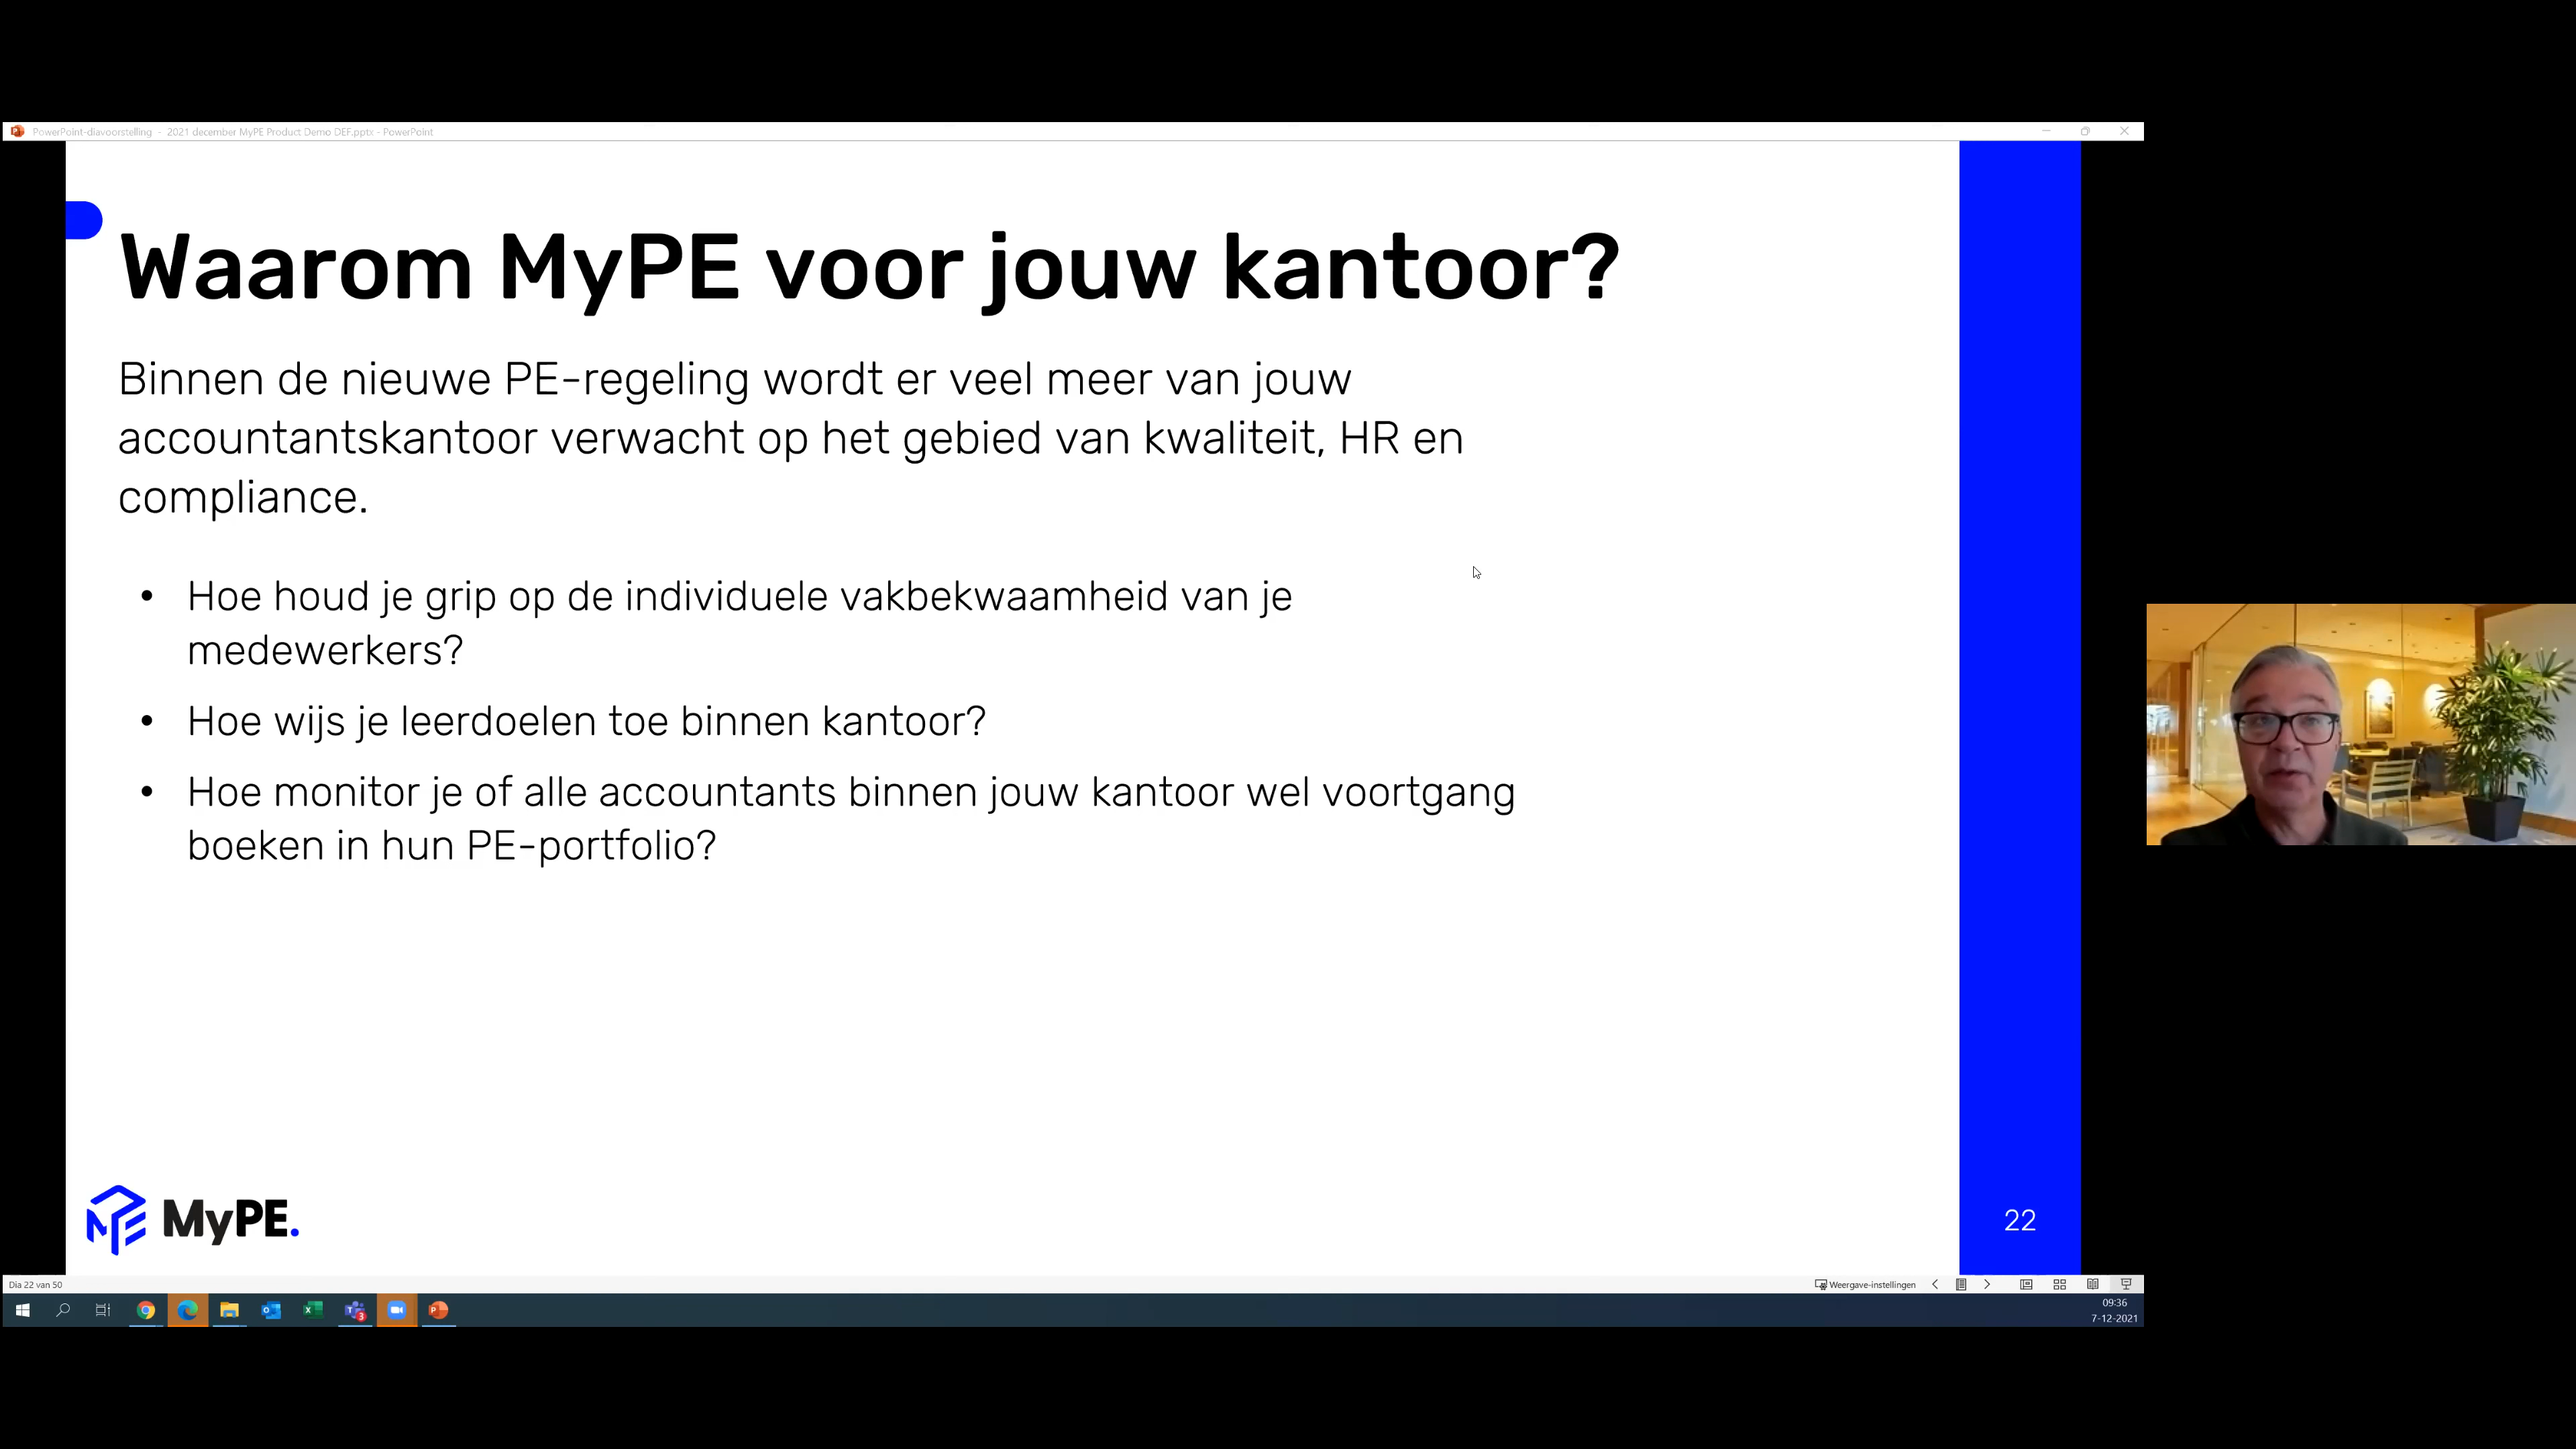 PowerPoint-diavoorstelling - 2021 december MyPE Product Demo DEF.pptx - PowerPoint
Waarom MyPE voor jouw kantoor?
Binnen de nieuwe PE-regeling wordt er veel meer van jouw
accountantskantoor verwacht op het gebied van kwaliteit, HR en
compliance.
• Hoe houd je grip op de individuele vakbekwaamheid van je
medewerkers?
• Hoe wijs je leerdoelen toe binnen kantoor?
• Hoe monitor je of alle accountants binnen jouw kantoor wel voortgang
boeken in hun PE-portfolio?
MyPE.
22
Dia 22 van 50
Weergave-instellingen
09:36
7-12-2021